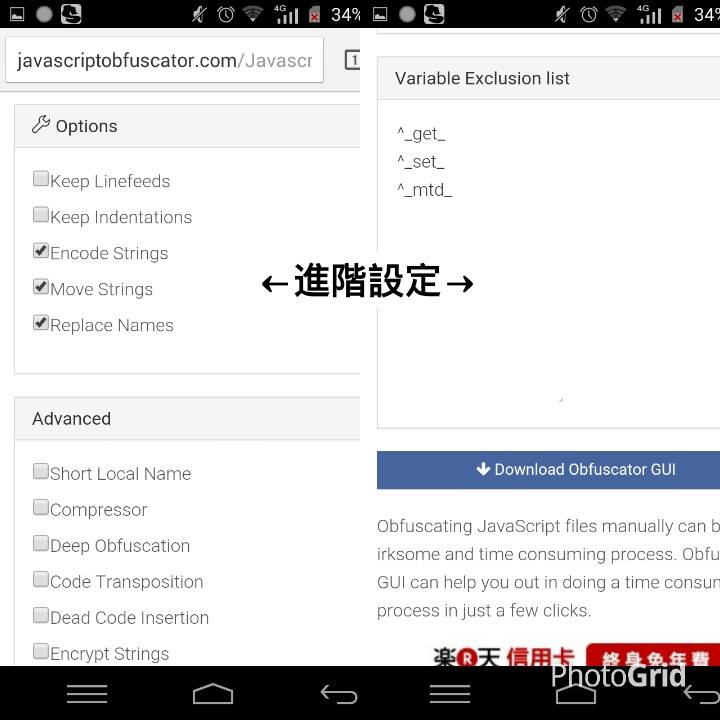 4G
34%
javascriptobfuscator.com/Javascr
1
Options
Keep Linefeeds
Keep Indentations
Encode Strings
Move Strings
Replace Names
Advanced
Short Local Name
Compressor
Deep Obfuscation
Code Transposition
Dead Code Insertion
Encrypt Strings
←進階設定→
4G
34%
Variable Exclusion list
^_get_
^_set_
^_mtd_
Download Obfuscator GUI
Obfuscating JavaScript files manually can b
irksome and time consuming process. Obfu
GUI can help you out in doing a time consun
process in just a few clicks.
楽R天 信用卡 終身免年費
PhotoGrid